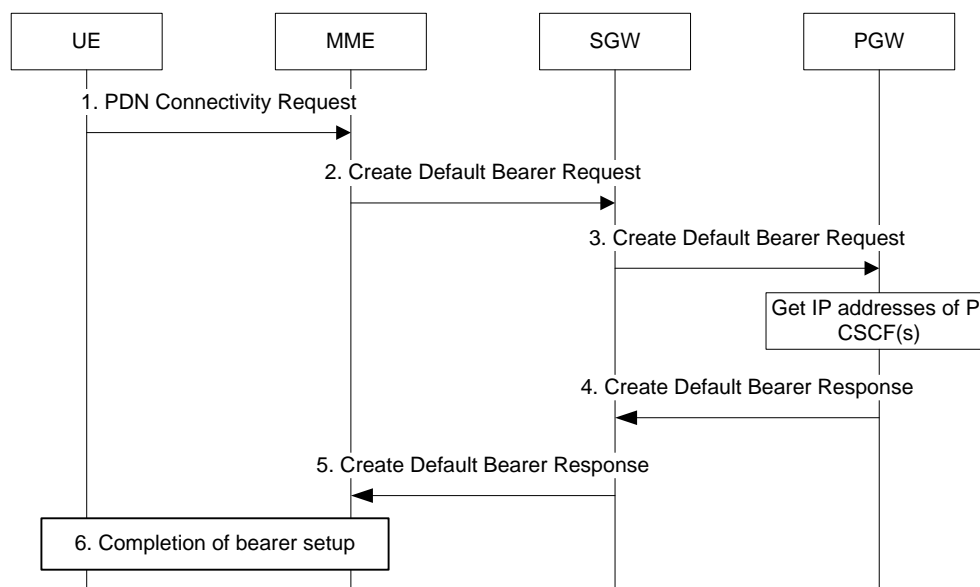 UE
MME
SGW
PGW
1. PDN Connectivity Request
2. Create Default Bearer Request
3. Create Default Bearer Request
Get IP addresses of P
CSCF(s)
4. Create Default Bearer Response
5. Create Default Bearer Response
6. Completion of bearer setup